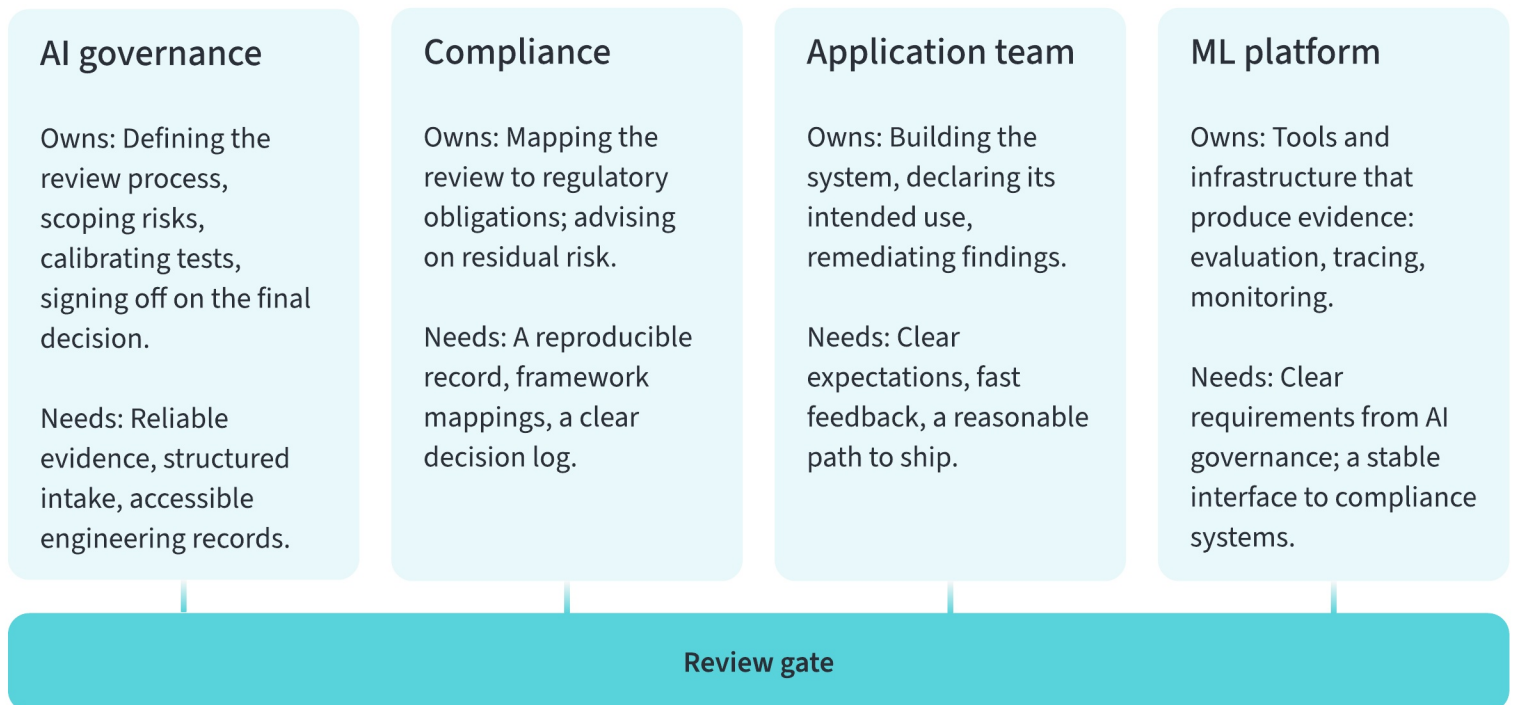 AI governance
Owns: Defining the
review process,
scoping risks,
calibrating tests,
signing off on the final
decision.
Needs: Reliable
evidence, structured
intake, accessible
engineering records.
Compliance
Owns: Mapping the
review to regulatory
obligations; advising
on residual risk.
Needs: A reproducible
record, framework
mappings, a clear
decision log.
Application team
Owns: Building the
system, declaring its
intended use,
remediating findings.
Needs: Clear
expectations, fast
feedback, a reasonable
path to ship.
ML platform
Owns: Tools and
infrastructure that
produce evidence:
evaluation, tracing,
monitoring.
Needs: Clear
requirements from AI
governance; a stable
interface to compliance
systems.
Review gate